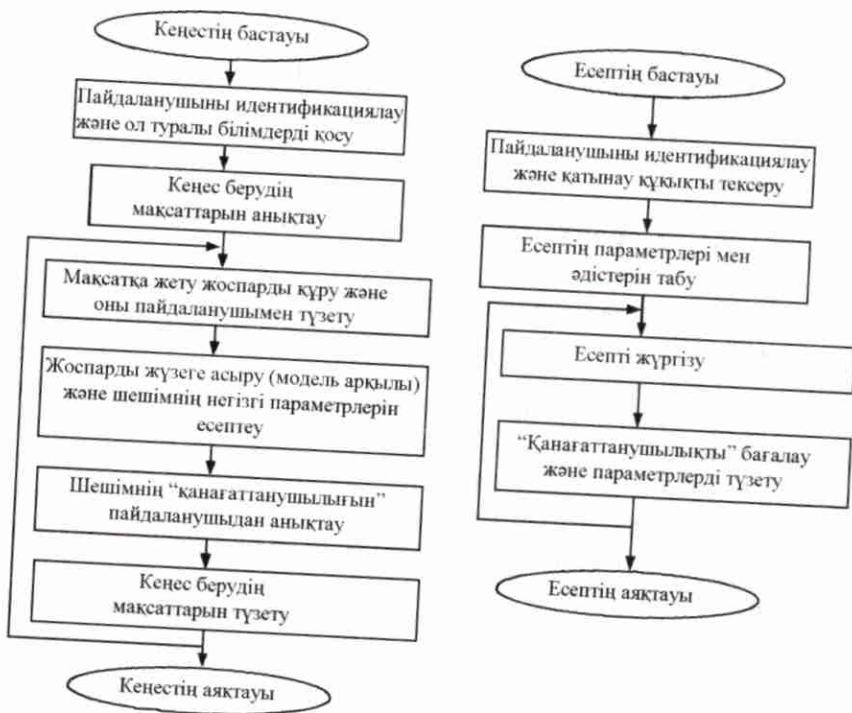 Кеңестің бастауы
Пайдаланушыны идентификациялау
және ол туралы білімдерді қосу
Кеңес берудің
мақсаттарын анықтау
Мақсатқа жету жоспарды құру және
оны пайдаланушымен түзету
Жоспарды жүзеге асыру (модель арқылы)
және шешімнің негізгі параметрлерін
есептеу
Шешімнің “қанағаттанушылығын”
пайдаланушыдан анықтау
Кеңес берудің
мақсаттарын түзету
Кеңестің аяқтауы
Есептің бастауы
Пайдаланушыны идентификациялау
және қатынау құқықты тексеру
Есептің параметрлері мен
әдістерін табу
Есепті жүргізу
“Қанағаттанушылықты” бағалау
және параметрлерді түзету
Есептің аяқтауы